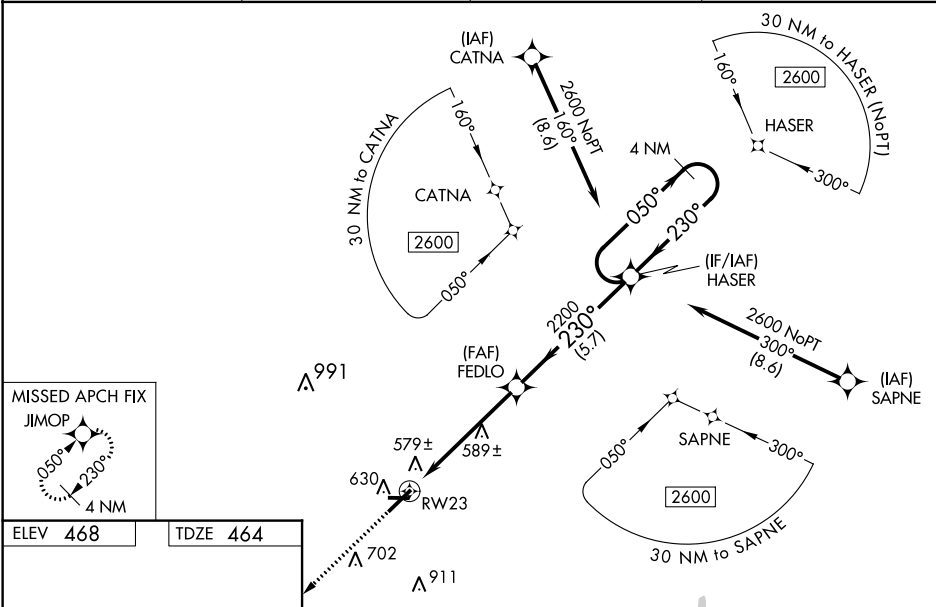 (IAF)
CATNA
2600 NoPT
160°
(8.6)
30 NM to HASER (NoPT)
160°
2600
HASER
300°
30 NM to CATNA
160°
CATNA
2600
050°
4 NM
050°
230°
(IF/IAF)
HASER
2200
230°
(5.7)
2600 NoPT
300°
(8.6)
(IAF)
SAPNE
(FAF)
FEDLO
991
MISSED APCH FIX
JIMOP
050°
230°
4 NM
579±
589±
630
RW23
050°
SAPNE
300°
2600
30 NM to SAPNE
ELEV 468
TDZE 464
702
911